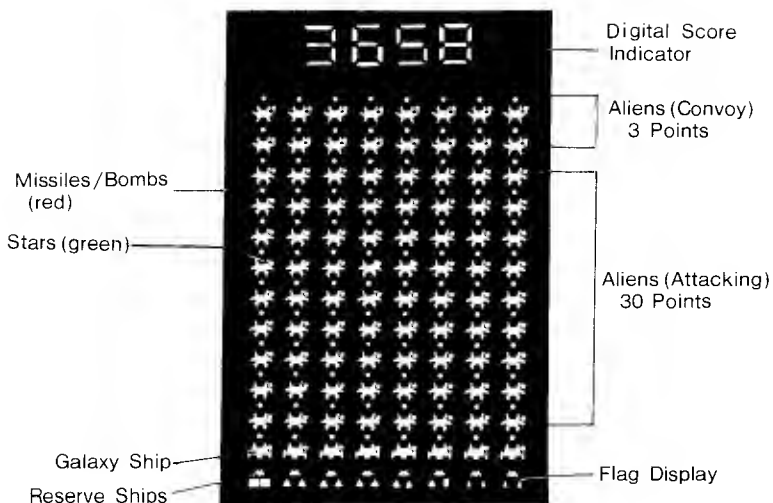 3658
Digital Score
Indicator
Aliens (Convoy)
3 Points
Missiles/Bombs
(red)
Stars (green)
Aliens (Attacking)
30 Points
Galaxy Ship
Flag Display
Reserve Ships